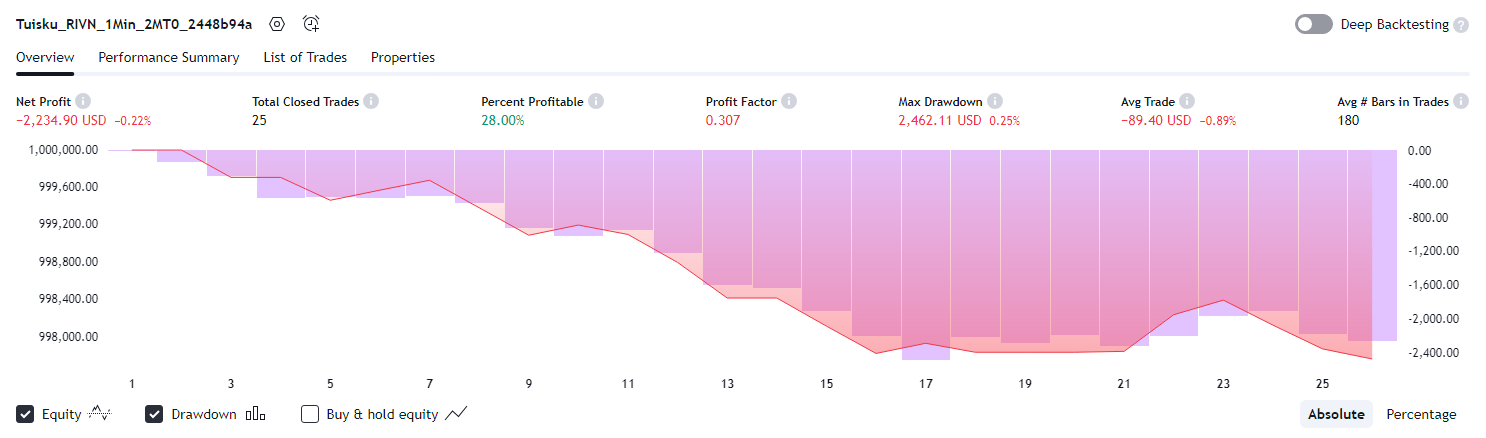 Tuisku_RIVN_1Min_2MT0_2448b94a Deep Backtesting ?
Overview Performance Summary List of Trades Properties
Net Profit Total Closed Trades Percent Profitable Profit Factor Max Drawdown Avg Trade Avg # Bars in Trades
−2,234.90 USD −0.22% 25 28.00% 0.307 2,462.11 USD 0.25% −89.40 USD −0.89% 180
1,000,000.00 0.00
999,600.00 -400.00
999,200.00 -800.00
998,800.00 -1,200.00
998,400.00 -1,600.00
998,000.00 -2,000.00
-2,400.00
1 3 5 7 9 11 13 15 17 19 21 23 25
Equity Drawdown Buy & hold equity Absolute Percentage